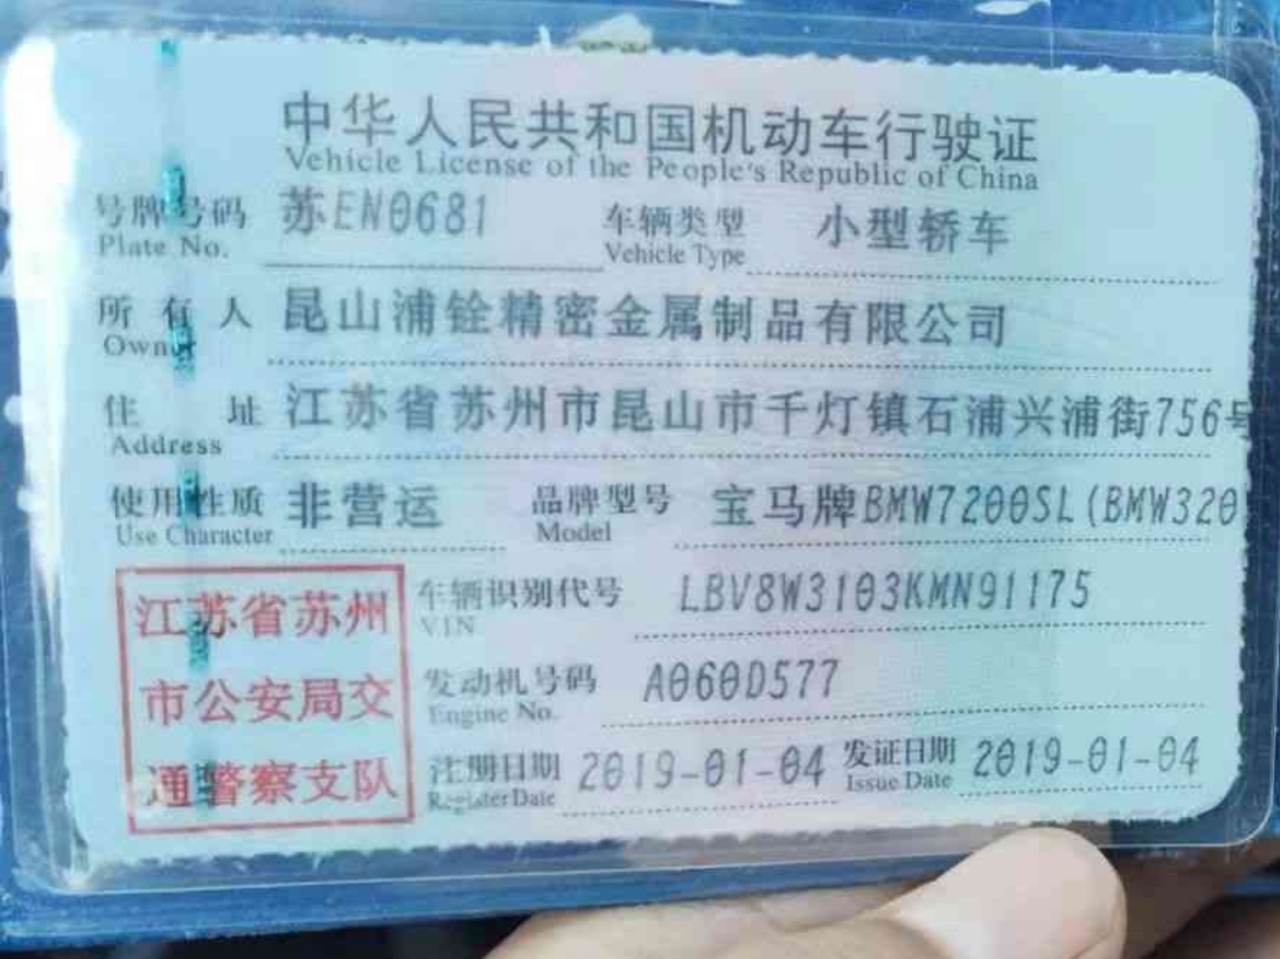 中华人民共和国机动车行驶证
Vehicle License of the People's Republic of China
号牌号码 苏EN0681 车辆类型 小型轿车
Plate No. Vehicle Type
所有人 昆山浦铨精密金属制品有限公司
Owner
住址 江苏省苏州市昆山市千灯镇石浦兴浦街756号
Address
使用性质 非营运 品牌型号 宝马牌BMW7200SL(BMW320
Use Character Model
车辆识别代号 LBV8W3103KMN91175
VIN
发动机号码 A060D577
Engine No.
注册日期 2019-01-04 发证日期 2019-01-04
Register Date Issue Date
江苏省苏州
市公安局交
通警察支队